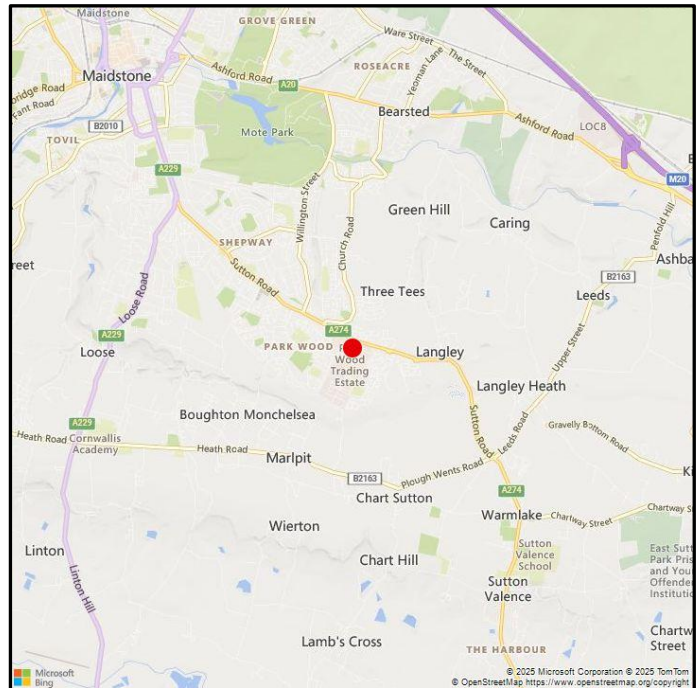 Maidstone
GROVE GREEN
Ware Street
The Street
ROSEACRE
Yeoman Lane
Ashford Road
Maidstone
A20
Bearsted
Ashford Road
LOC8
Fant Road
B2010
TOVIL
Mote Park
A229
M20
Willington Street
Church Road
Green Hill
Caring
Penfold Hill
SHEPWAY
B2163
Sutton Road
Three Tees
Leeds
Loose Road
A274
Upper Street
A229
Loose
PARK WOOD
Wood
Trading
Estate
Langley
Langley Heath
Boughton Monchelsea
Sutton Road
Leeds Road
A229
Gravelly Bottom Road
Heath Road
Cornwallis
Academy
Heath Road
Marlpit
Plough Wents Road
B2163
A274
Chart Sutton
Warmlake
Chartway Street
Wierton
Linton
Chart Hill
Sutton
Valence
School
Linton Hill
Sutton
Valence
Lamb's Cross
THE HARBOUR
Chartw
Street
Microsoft
Bing
© 2025 Microsoft Corporation © 2025 TomTom
© OpenStreetMap https://www.openstreetmap.org/copyright